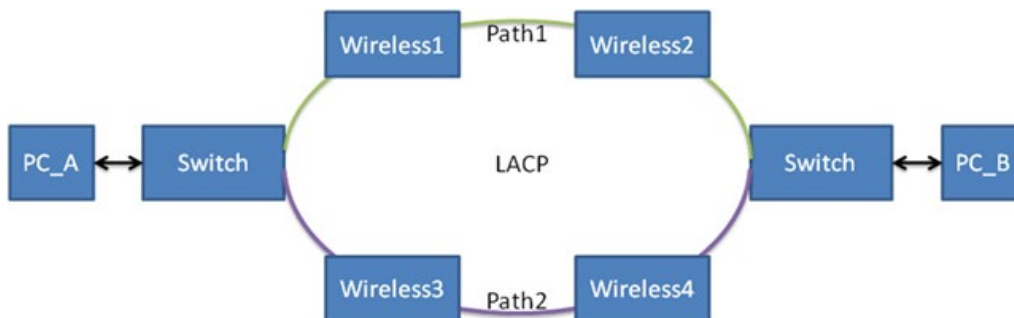 Wireless1
Path1
Wireless2
PC_A
Switch
LACP
Switch
PC_B
Wireless3
Path2
Wireless4